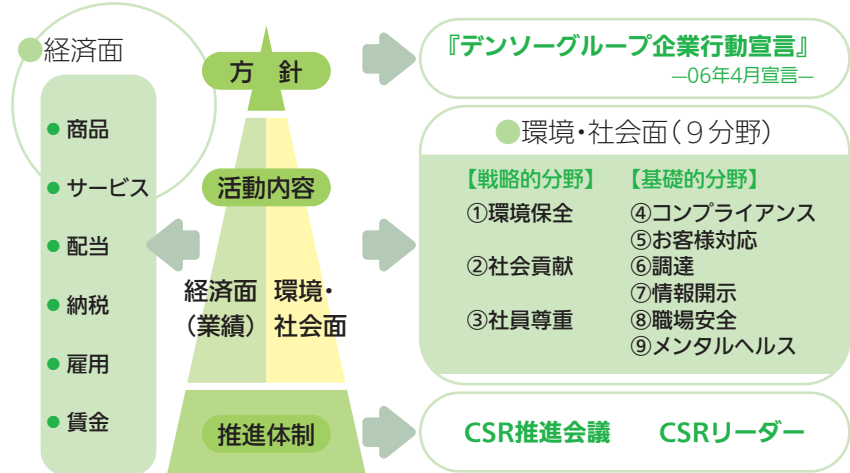 ●経済面
● 商品
● サービス
● 配当
● 納税
● 雇用
● 賃金
方 針
活動内容
経済面
（業績）
環境・
社会面
推進体制
『デンソーグループ企業行動宣言』
―06年4月宣言―
●環境・社会面（９分野）
【戦略的分野】
①環境保全
②社会貢献
③社員尊重
【基礎的分野】
④コンプライアンス
⑤お客様対応
⑥調達
⑦情報開示
⑧職場安全
⑨メンタルヘルス
CSR推進会議 CSRリーダー